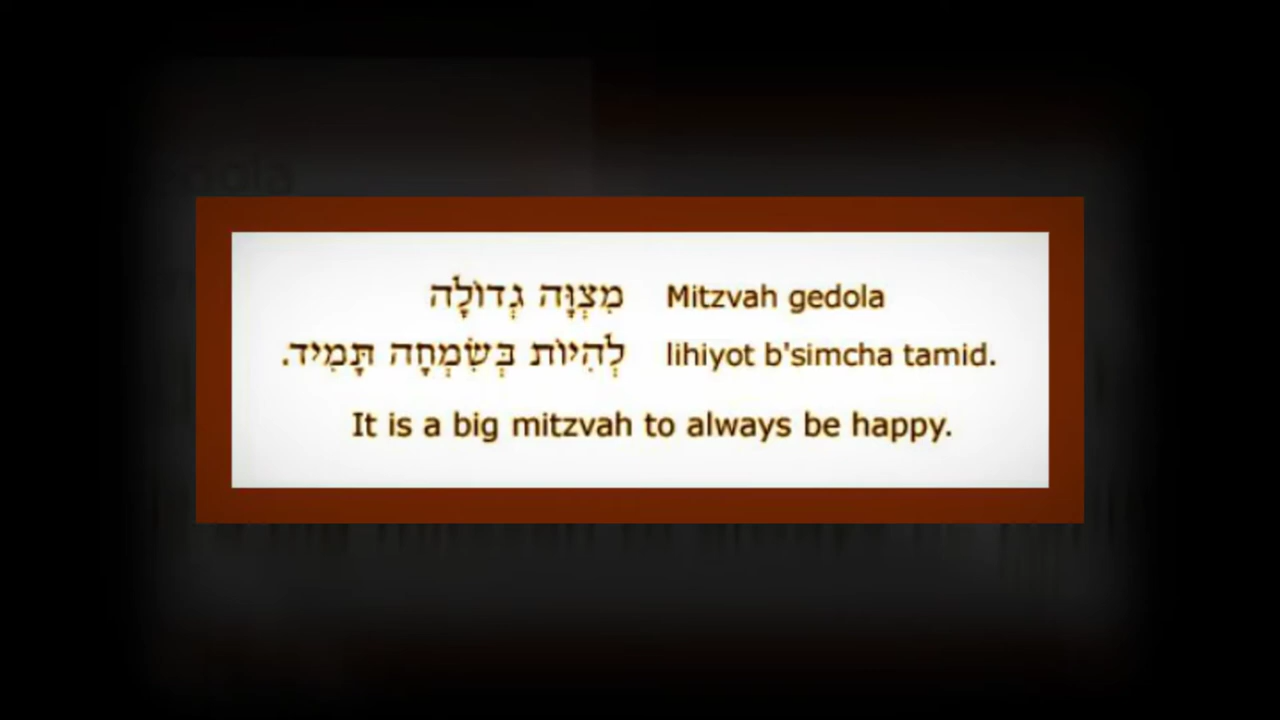 מִצְוָּה גְּדוֹלָה Mitzvah gedola
לְהִיוֹת בְּשִׂמְחָה תָּמִיד. lihiyot b'simcha tamid.
It is a big mitzvah to always be happy.